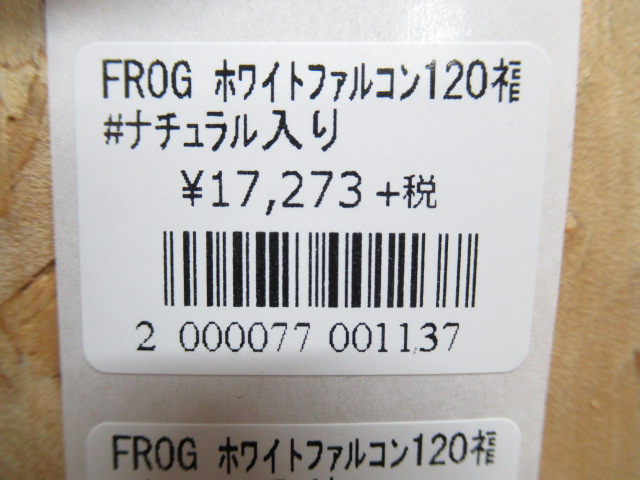 FROG ホワイトファルコン120福
#ナチュラル入り
¥17,273 +税
2 000077 001137
FROG ホワイトファルコン120福